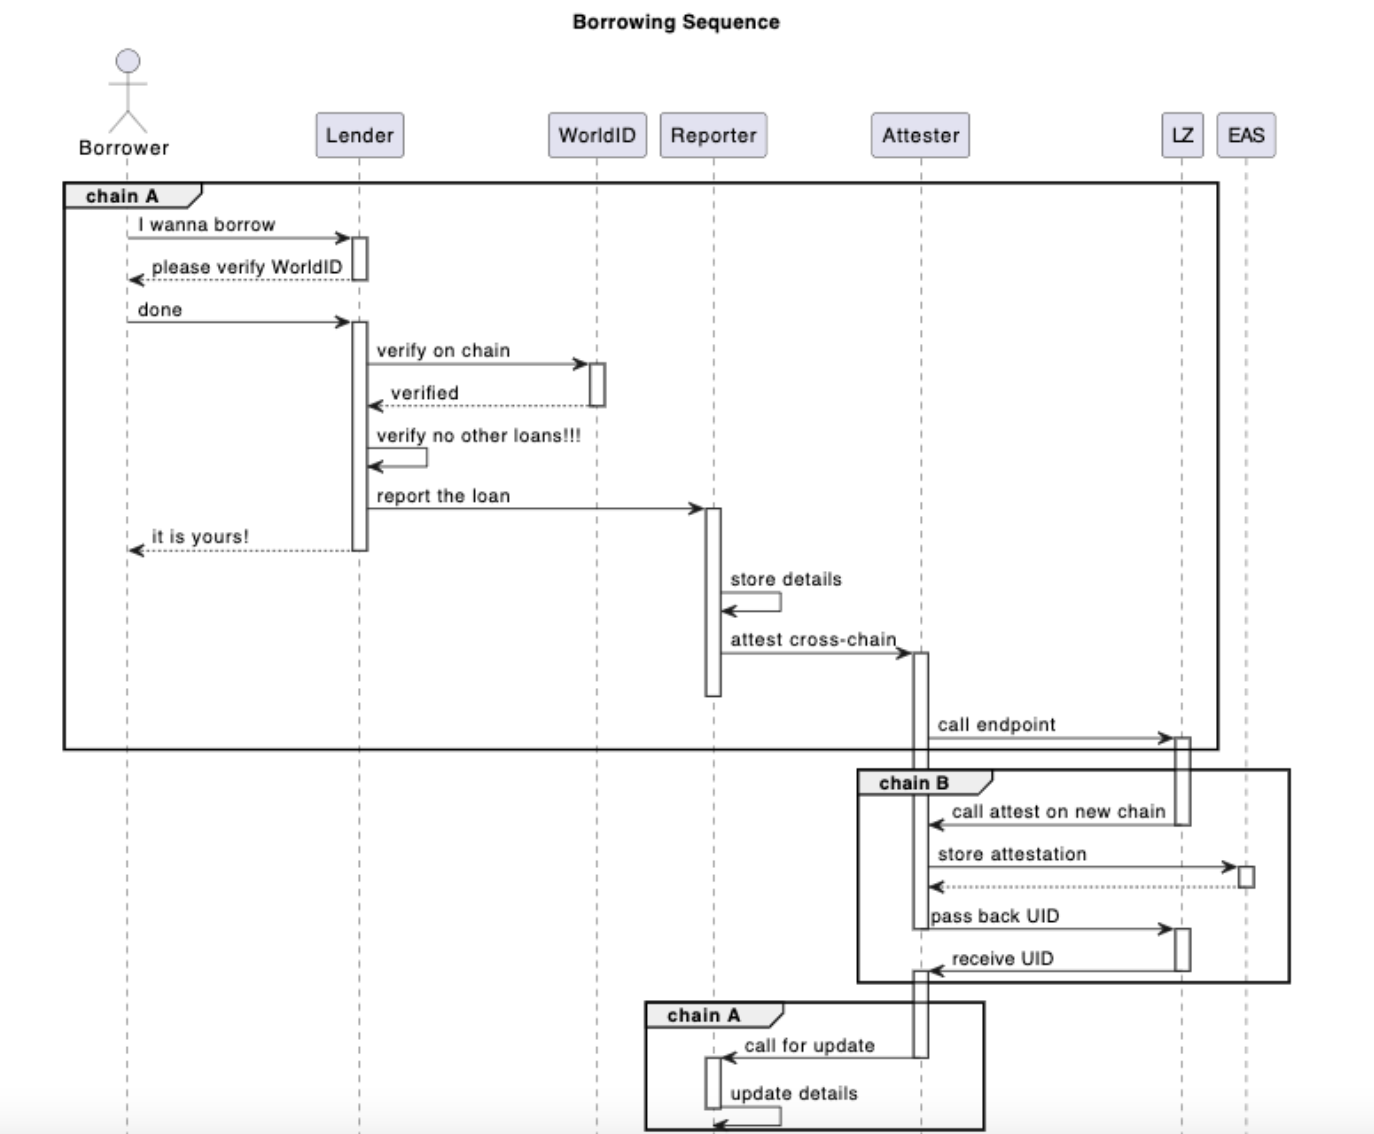 Borrowing Sequence
Borrower
Lender
WorldID
Reporter
Attester
LZ
EAS
chain A
I wanna borrow
please verify WorldID
done
verify on chain
verified
verify no other loans!!!
report the loan
it is yours!
store details
attest cross-chain
call endpoint
chain B
call attest on new chain
store attestation
pass back UID
receive UID
chain A
call for update
update details